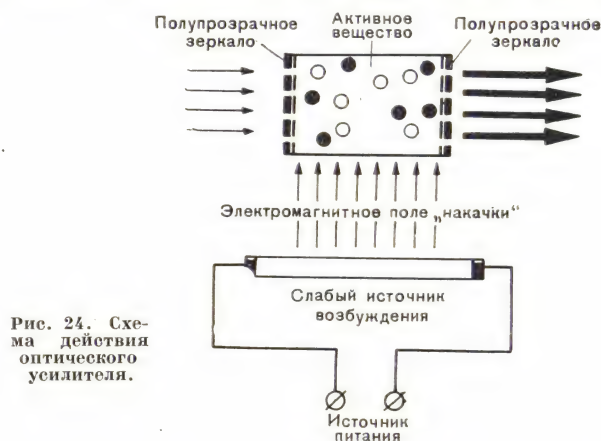 Полупрозрачное
зеркало
Активное
вещество
Полупрозрачное
зеркало
Электромагнитное поле „накачки“
Слабый источник
возбуждения
Рис. 24. Схе-
ма действия
оптического
усилителя.
Источник
питания